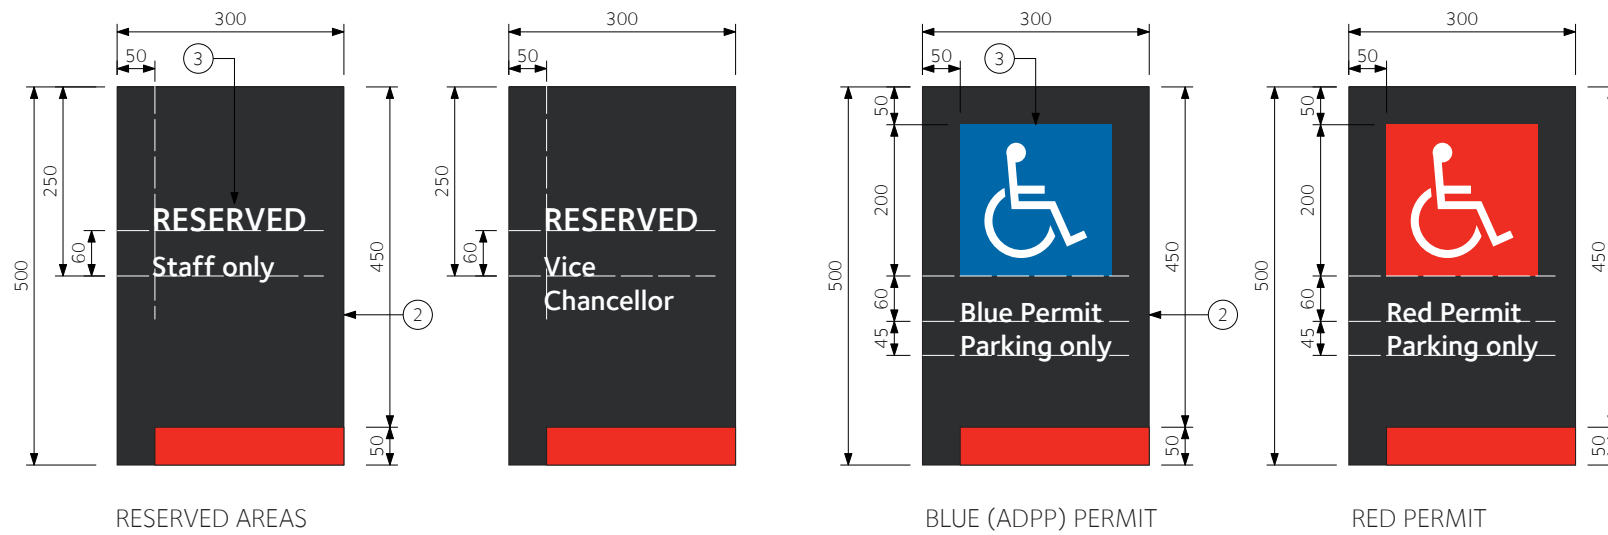 300
300
300
300
50
3
50
50
3
50
50
50
250
250
200
200
RESERVED
RESERVED
60
60
500
450
500
450
500
450
Staff only
Vice
Chancellor
60
60
2
2
Blue Permit
Parking only
Red Permit
Parking only
45
45
50
50
50
RESERVED AREAS
BLUE (ADPP) PERMIT
RED PERMIT